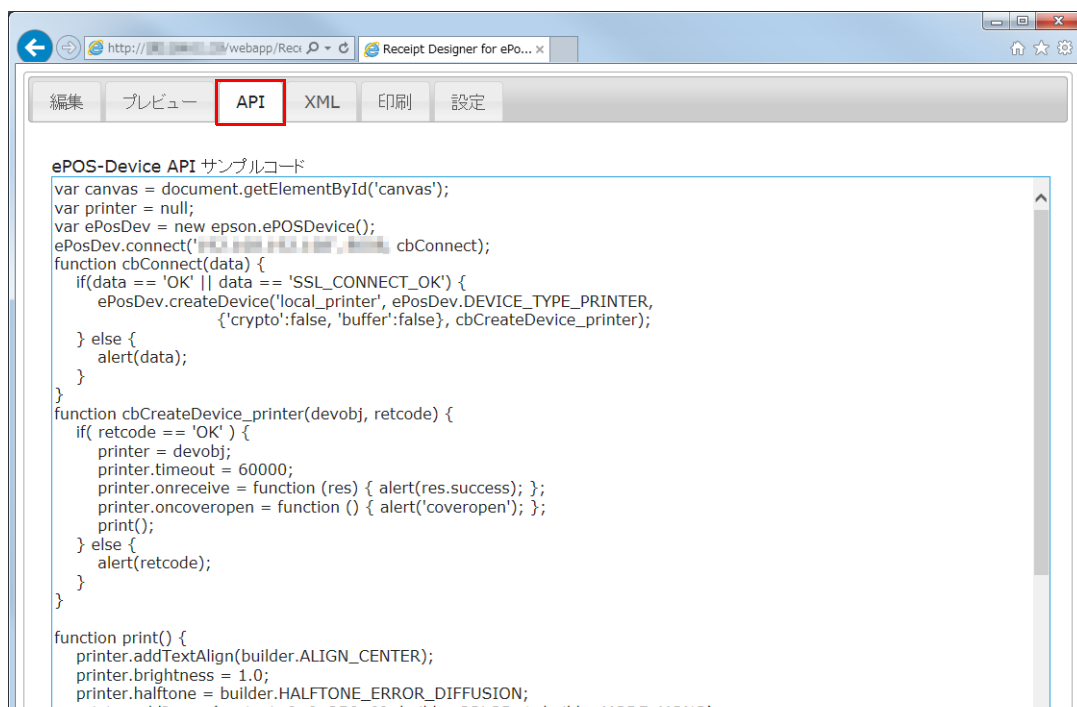 http:// /webapp/Rece
Receipt Designer for ePo...
編集 プレビュー API XML 印刷 設定
ePOS-Device API サンプルコード
var canvas = document.getElementById('canvas');
var printer = null;
var ePosDev = new epson.ePOSDevice();
ePosDev.connect(' cbConnect);
function cbConnect(data) {
if(data == 'OK' || data == 'SSL_CONNECT_OK') {
ePosDev.createDevice('local_printer', ePosDev.DEVICE_TYPE_PRINTER,
{'crypto':false, 'buffer':false}, cbCreateDevice_printer);
} else {
alert(data);
}
}
function cbCreateDevice_printer(devobj, retcode) {
if( retcode == 'OK' ) {
printer = devobj;
printer.timeout = 60000;
printer.onreceive = function (res) { alert(res.success); };
printer.oncoveropen = function () { alert('coveropen'); };
print();
} else {
alert(retcode);
}
}
function print() {
printer.addTextAlign(builder.ALIGN_CENTER);
printer.brightness = 1.0;
printer.halftone = builder.HALFTONE_ERROR_DIFFUSION;